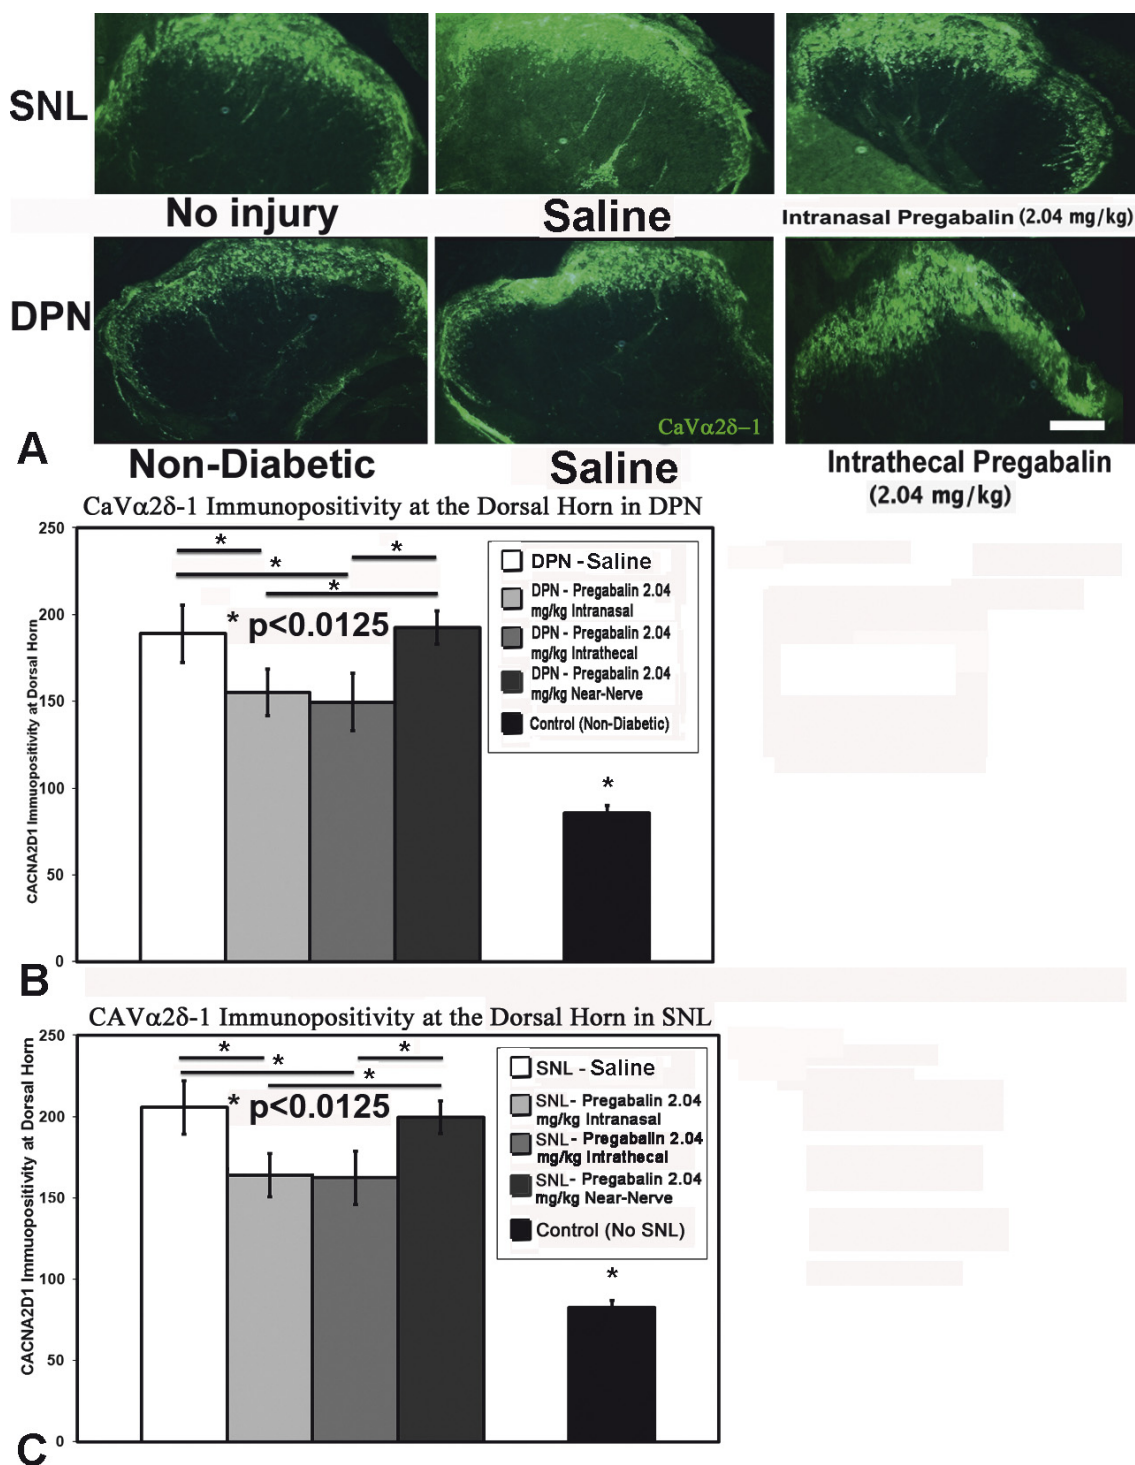 SNL
No injury
Saline
Intranasal Pregabalin (2.04 mg/kg)
DPN
CaVα2δ-1
A
Non-Diabetic
Saline
Intrathecal Pregabalin
(2.04 mg/kg)
CaVα2δ-1 Immunopositivity at the Dorsal Horn in DPN
CACNA2D1 Immuopositivity at Dorsal Horn
250
200
150
100
50
0
*
*
*
*
* p<0.0125
DPN - Saline
DPN - Pregabalin 2.04
mg/kg Intranasal
DPN - Pregabalin 2.04
mg/kg Intrathecal
DPN - Pregabalin 2.04
mg/kg Near-Nerve
Control (Non-Diabetic)
*
B
CAVα2δ-1 Immunopositivity at the Dorsal Horn in SNL
CACNA2D1 Immuopositivity at Dorsal Horn
250
200
150
100
50
0
*
*
*
*
* p<0.0125
SNL - Saline
SNL- Pregabalin 2.04
mg/kg Intranasal
SNL- Pregabalin 2.04
mg/kg Intrathecal
SNL- Pregabalin 2.04
mg/kg Near-Nerve
Control (No SNL)
*
C